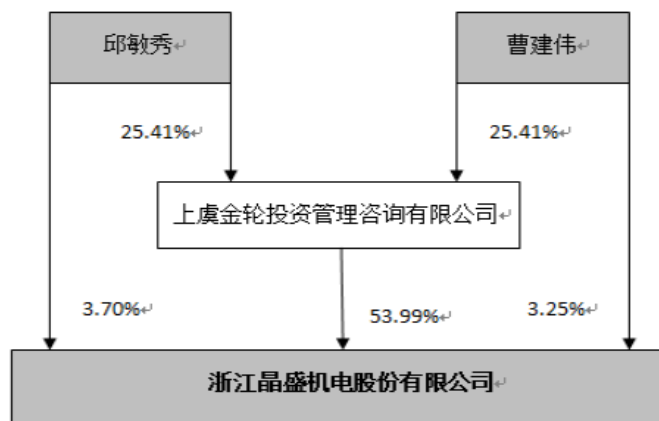 邱敏秀
曹建伟
25.41%
25.41%
上虞金轮投资管理咨询有限公司
3.70%
53.99%
3.25%
浙江晶盛机电股份有限公司